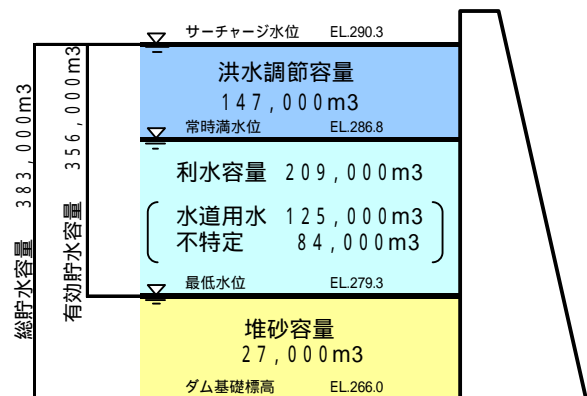 サーチャージ水位 EL.290.3
洪水調節容量
147,000m3
常時満水位 EL.286.8
利水容量 209,000m3
水道用水 125,000m3
不特定 84,000m3
最低水位 EL.279.3
堆砂容量
27,000m3
ダム基礎標高 EL.266.0
総貯水容量 383,000m3
有効貯水容量 356,000m3